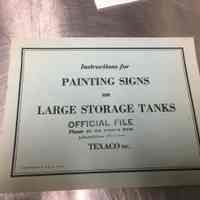 Instructions for
PAINTING SIGNS
on
LARGE STORAGE TANKS
OFFICIAL FILE
TEXACO Inc.